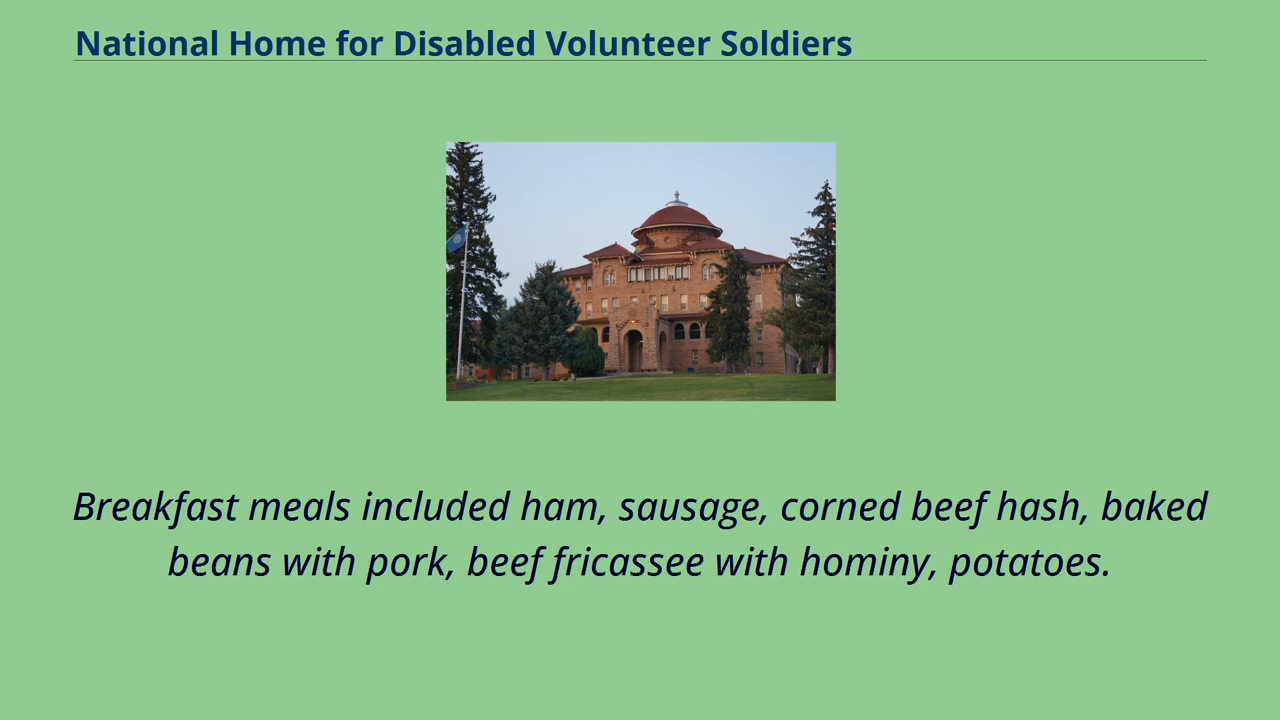 National Home for Disabled Volunteer Soldiers
Breakfast meals included ham, sausage, corned beef hash, baked
beans with pork, beef fricassee with hominy, potatoes.